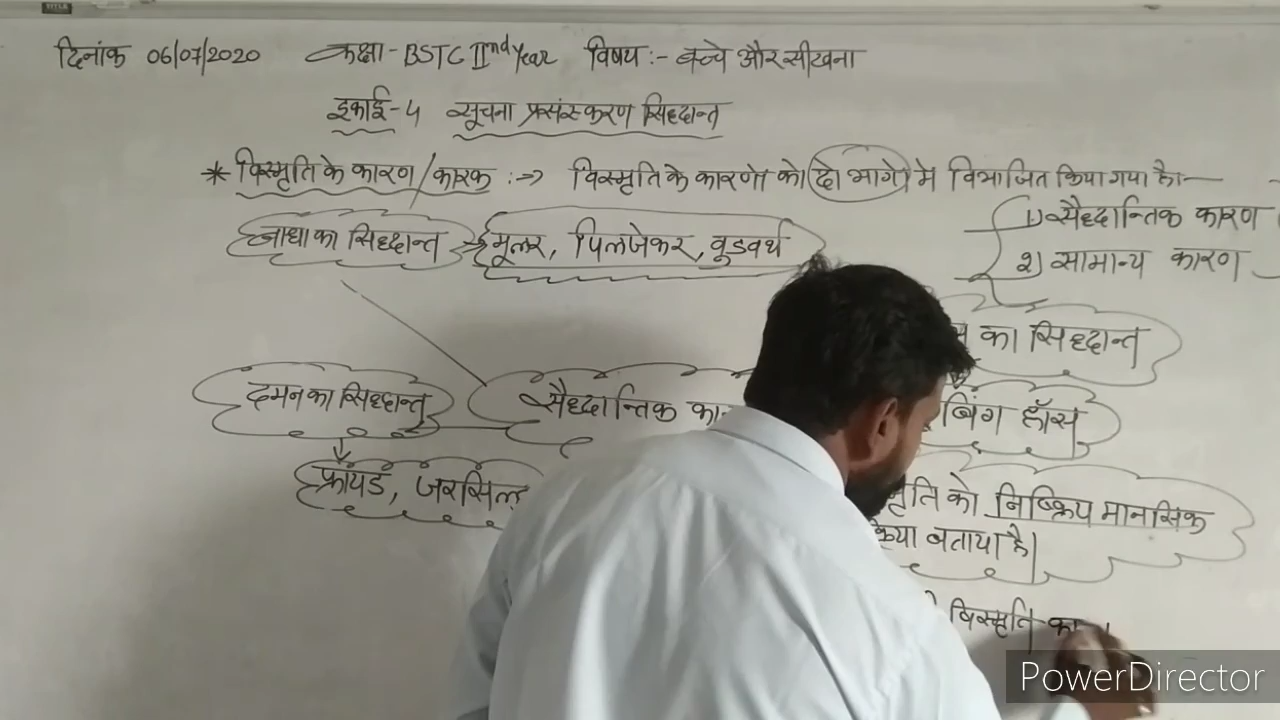 TITLE
दिनांक 06/07/2020 कक्षा - BSTC IInd Year विषय :- बच्चे और सीखना
इकाई - 4 सूचना प्रसंस्करण सिद्धान्त
* विस्मृति के कारण / कारक :-> विस्मृति के कारणों को दो भागों में विभाजित किया गया है :-
1) सैद्धान्तिक कारण
2) सामान्य कारण
बाधा का सिद्धान्त -> मूलर, पिलजेकर, वुडवर्थ
का सिद्धान्त
दमन का सिद्धान्त
सैद्धान्तिक
बिंग हॉस
फ्रॉयड, जरसिल्ड
को निष्क्रिय मानसिक
बताया है।
विस्मृति का
PowerDirector